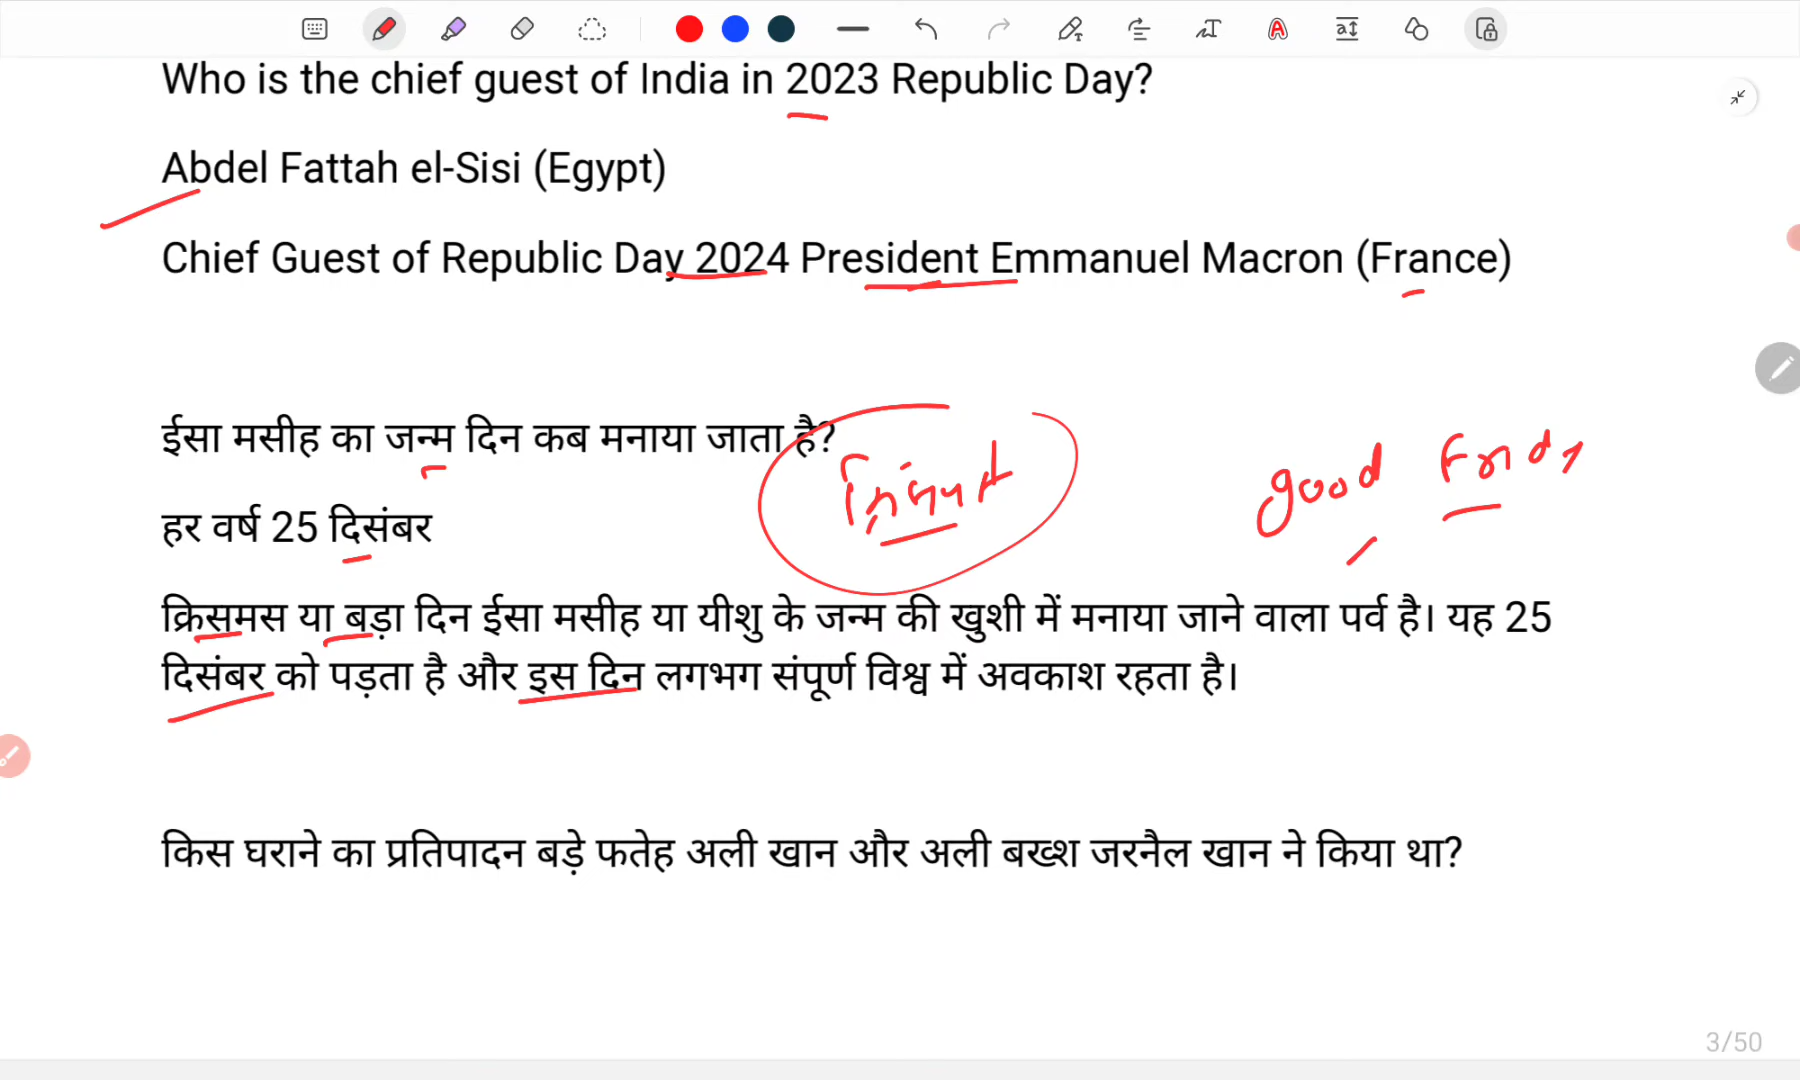 Who is the chief guest of India in 2023 Republic Day?
Abdel Fattah el-Sisi (Egypt)
Chief Guest of Republic Day 2024 President Emmanuel Macron (France)
ईसा मसीह का जन्म दिन कब मनाया जाता है?
good
हर वर्ष 25 दिसंबर
क्रिसमस या बड़ा दिन ईसा मसीह या यीशु के जन्म की खुशी में मनाया जाने वाला पर्व है। यह 25
दिसंबर को पड़ता है और इस दिन लगभग संपूर्ण विश्व में अवकाश रहता है।
किस घराने का प्रतिपादन बड़े फतेह अली खान और अली बख्श जरनैल खान ने किया था?
3/50